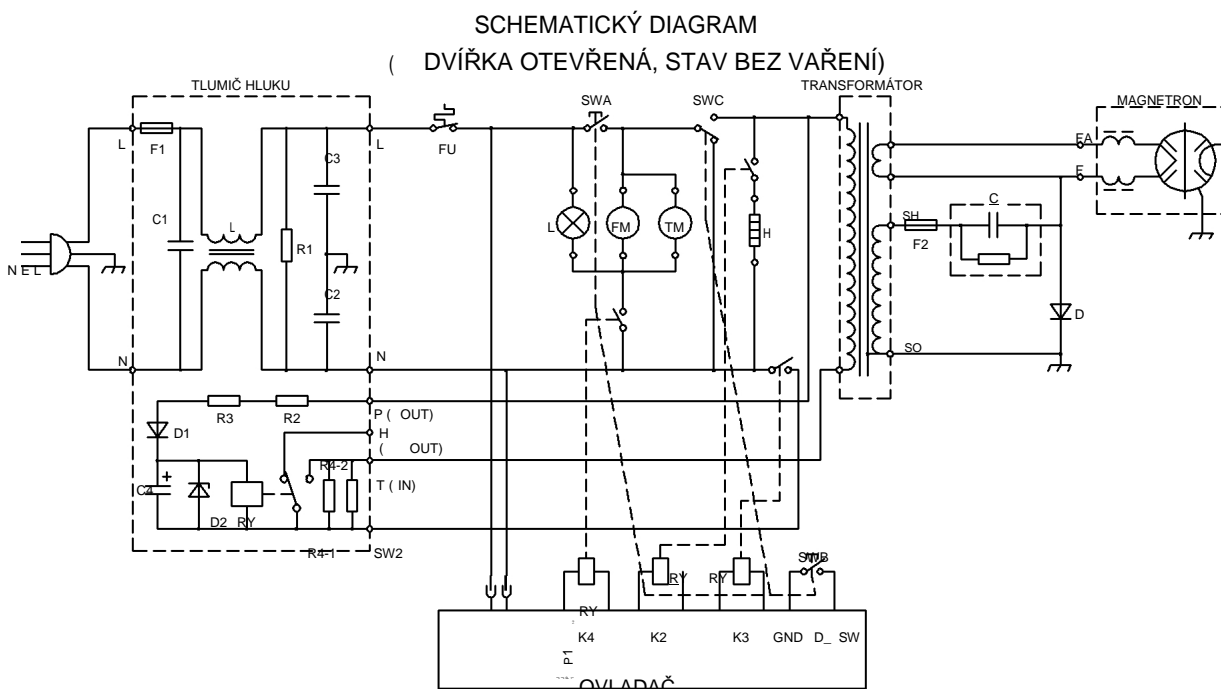 SCHEMATICKÝ DIAGRAM
( DVÍŘKA OTEVŘENÁ, STAV BEZ VAŘENÍ)
TLUMIČ HLUKU
SWA
SWC
TRANSFORMÁTOR
MAGNETRON
L
F1
L
FU
C3
FA
F
C1
L
R1
L
FM
TM
H
SH
F2
C
N E L
C2
D
N
N
SO
R3
R2
P ( OUT)
D1
H
( OUT)
R4-2
C4
T ( IN)
D2
RY
R4-1
SW2
SWB
RY
RY
RY
P1
K4
K2
K3
GND
D_
SW
OVLADAČ